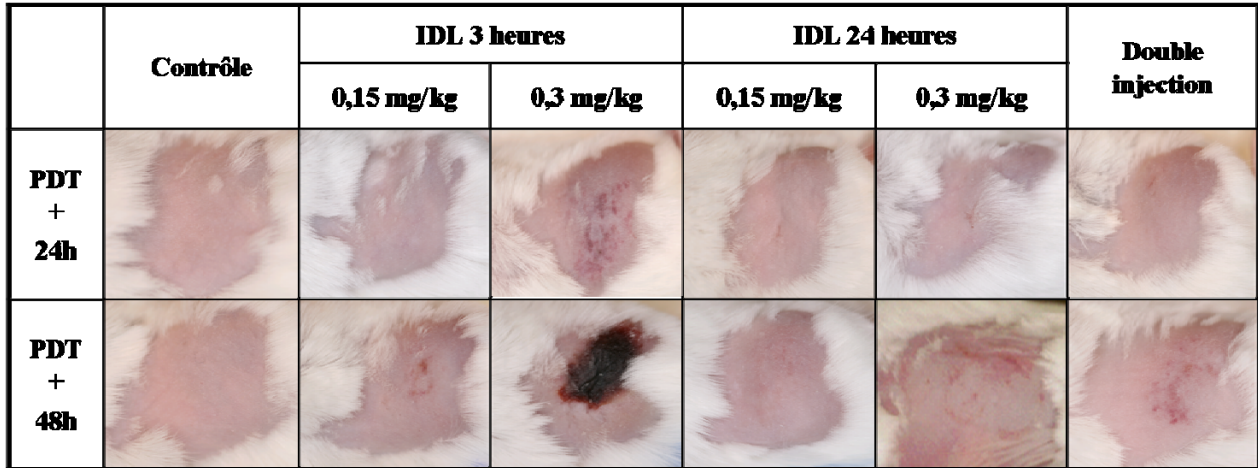 Contrôle
IDL 3 heures
IDL 24 heures
Double
injection
0,15 mg/kg
0,3 mg/kg
0,15 mg/kg
0,3 mg/kg
PDT
+
24h
PDT
+
48h